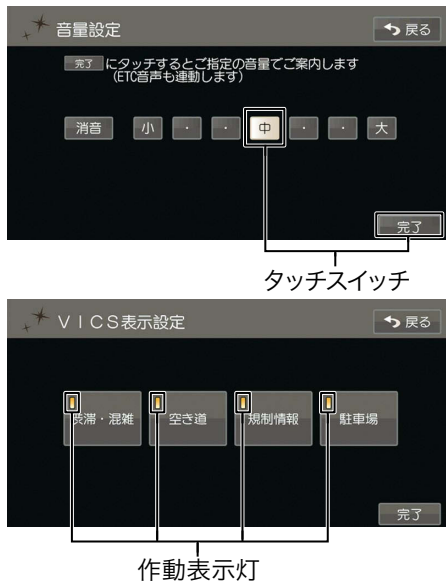 音量設定
戻る
完了 にタッチするとご指定の音量でご案内します
(ETC音声も連動します)
消音 小 ・ ・ 中 ・ ・ 大
完了
タッチスイッチ
VICS表示設定
戻る
渋滞・混雑 空き道 規制情報 駐車場
完了
作動表示灯